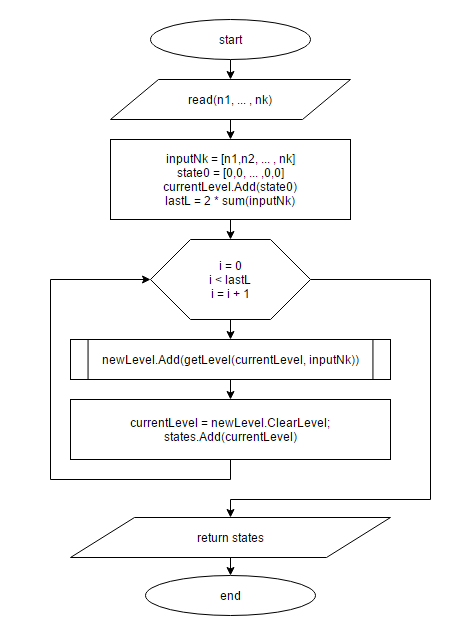 start
read(n1, ... , nk)
inputNk = [n1,n2, ... , nk]
state0 = [0,0, ... ,0,0]
currentLevel.Add(state0)
lastL = 2 * sum(inputNk)
i = 0
i < lastL
i = i + 1
newLevel.Add(getLevel(currentLevel, inputNk))
currentLevel = newLevel.ClearLevel;
states.Add(currentLevel)
return states
end